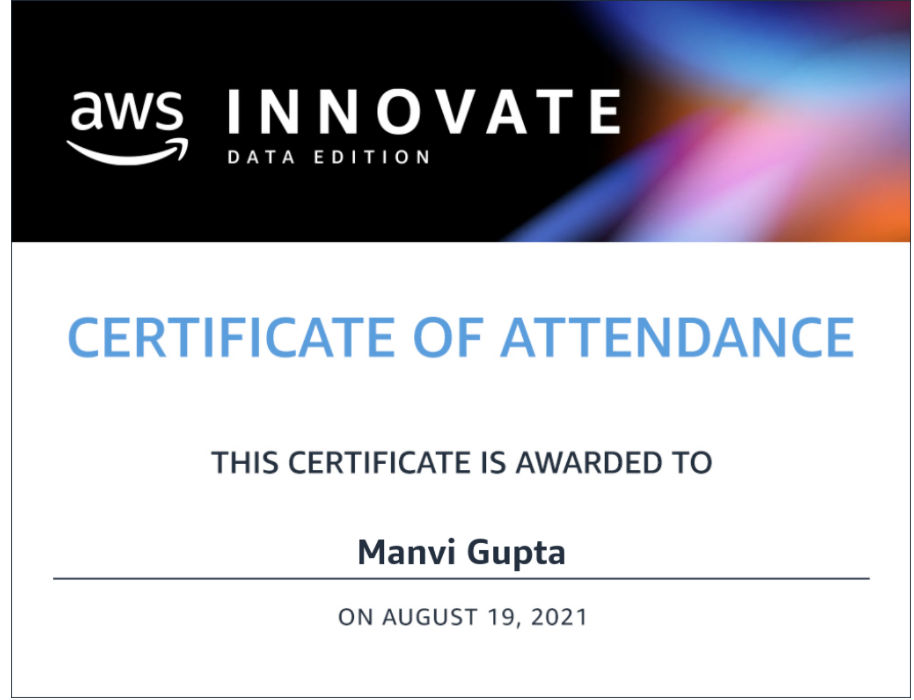 aws INNOVATE
DATA EDITION
CERTIFICATE OF ATTENDANCE
THIS CERTIFICATE IS AWARDED TO
Manvi Gupta
ON AUGUST 19, 2021